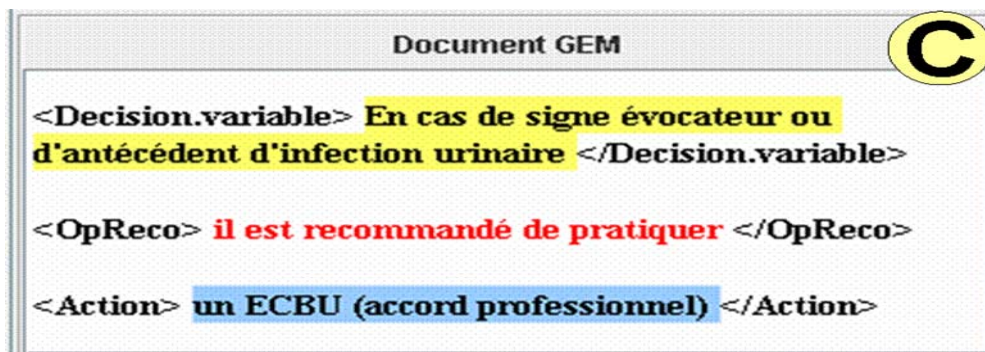 Document GEM
C
<Decision.variable> En cas de signe évocateur ou
d'antécédent d'infection urinaire </Decision.variable>
<OpReco> il est recommandé de pratiquer </OpReco>
<Action> un ECBU (accord professionnel) </Action>